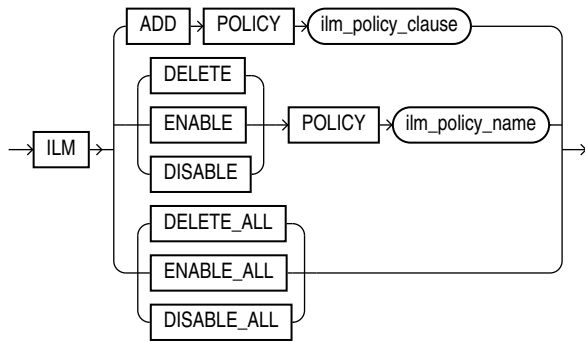 ADD POLICY ilm_policy_clause
DELETE
ENABLE POLICY ilm_policy_name
ILM
DISABLE
DELETE_ALL
ENABLE_ALL
DISABLE_ALL